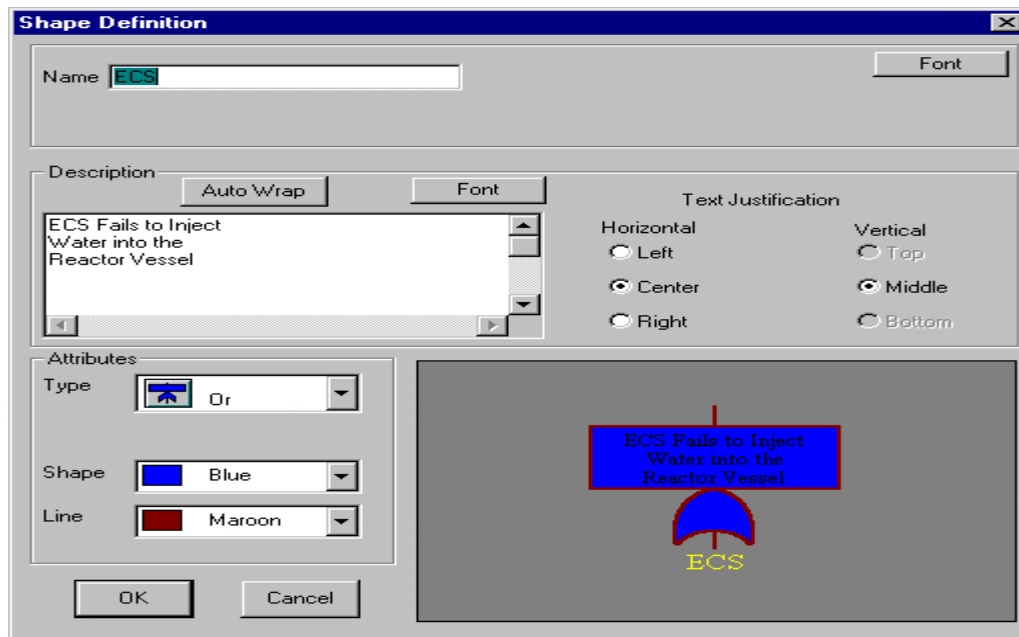 Shape Definition
Name ECS
Font
Description
Auto Wrap
Font
ECS Fails to Inject
Water into the
Reactor Vessel
Text Justification
Horizontal
Vertical
Left
Top
Center
Middle
Right
Bottom
Attributes
Type
Or
Shape
Blue
Line
Maroon
OK
Cancel
ECS Fails to Inject
Water into the
Reactor Vessel
ECS